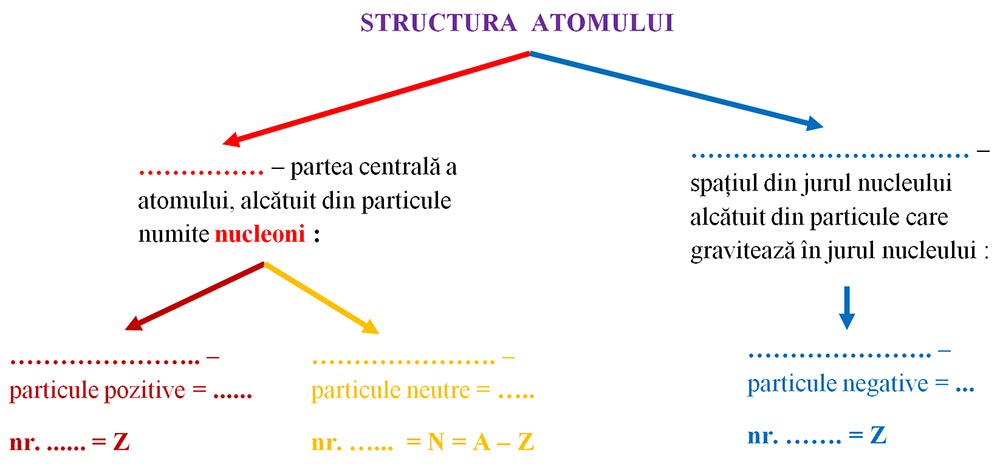 STRUCTURA ATOMULUI
…………… – partea centrală a
atomului, alcătuit din particule
numite nucleoni :
…………………………… –
spațiul din jurul nucleului
alcătuit din particule care
gravitează în jurul nucleului :
………………….. –
particule pozitive = ......
nr. ...... = Z
…………………. –
particule neutre = …..
nr. …... = N = A – Z
…………………. –
particule negative = ...
nr. ……. = Z